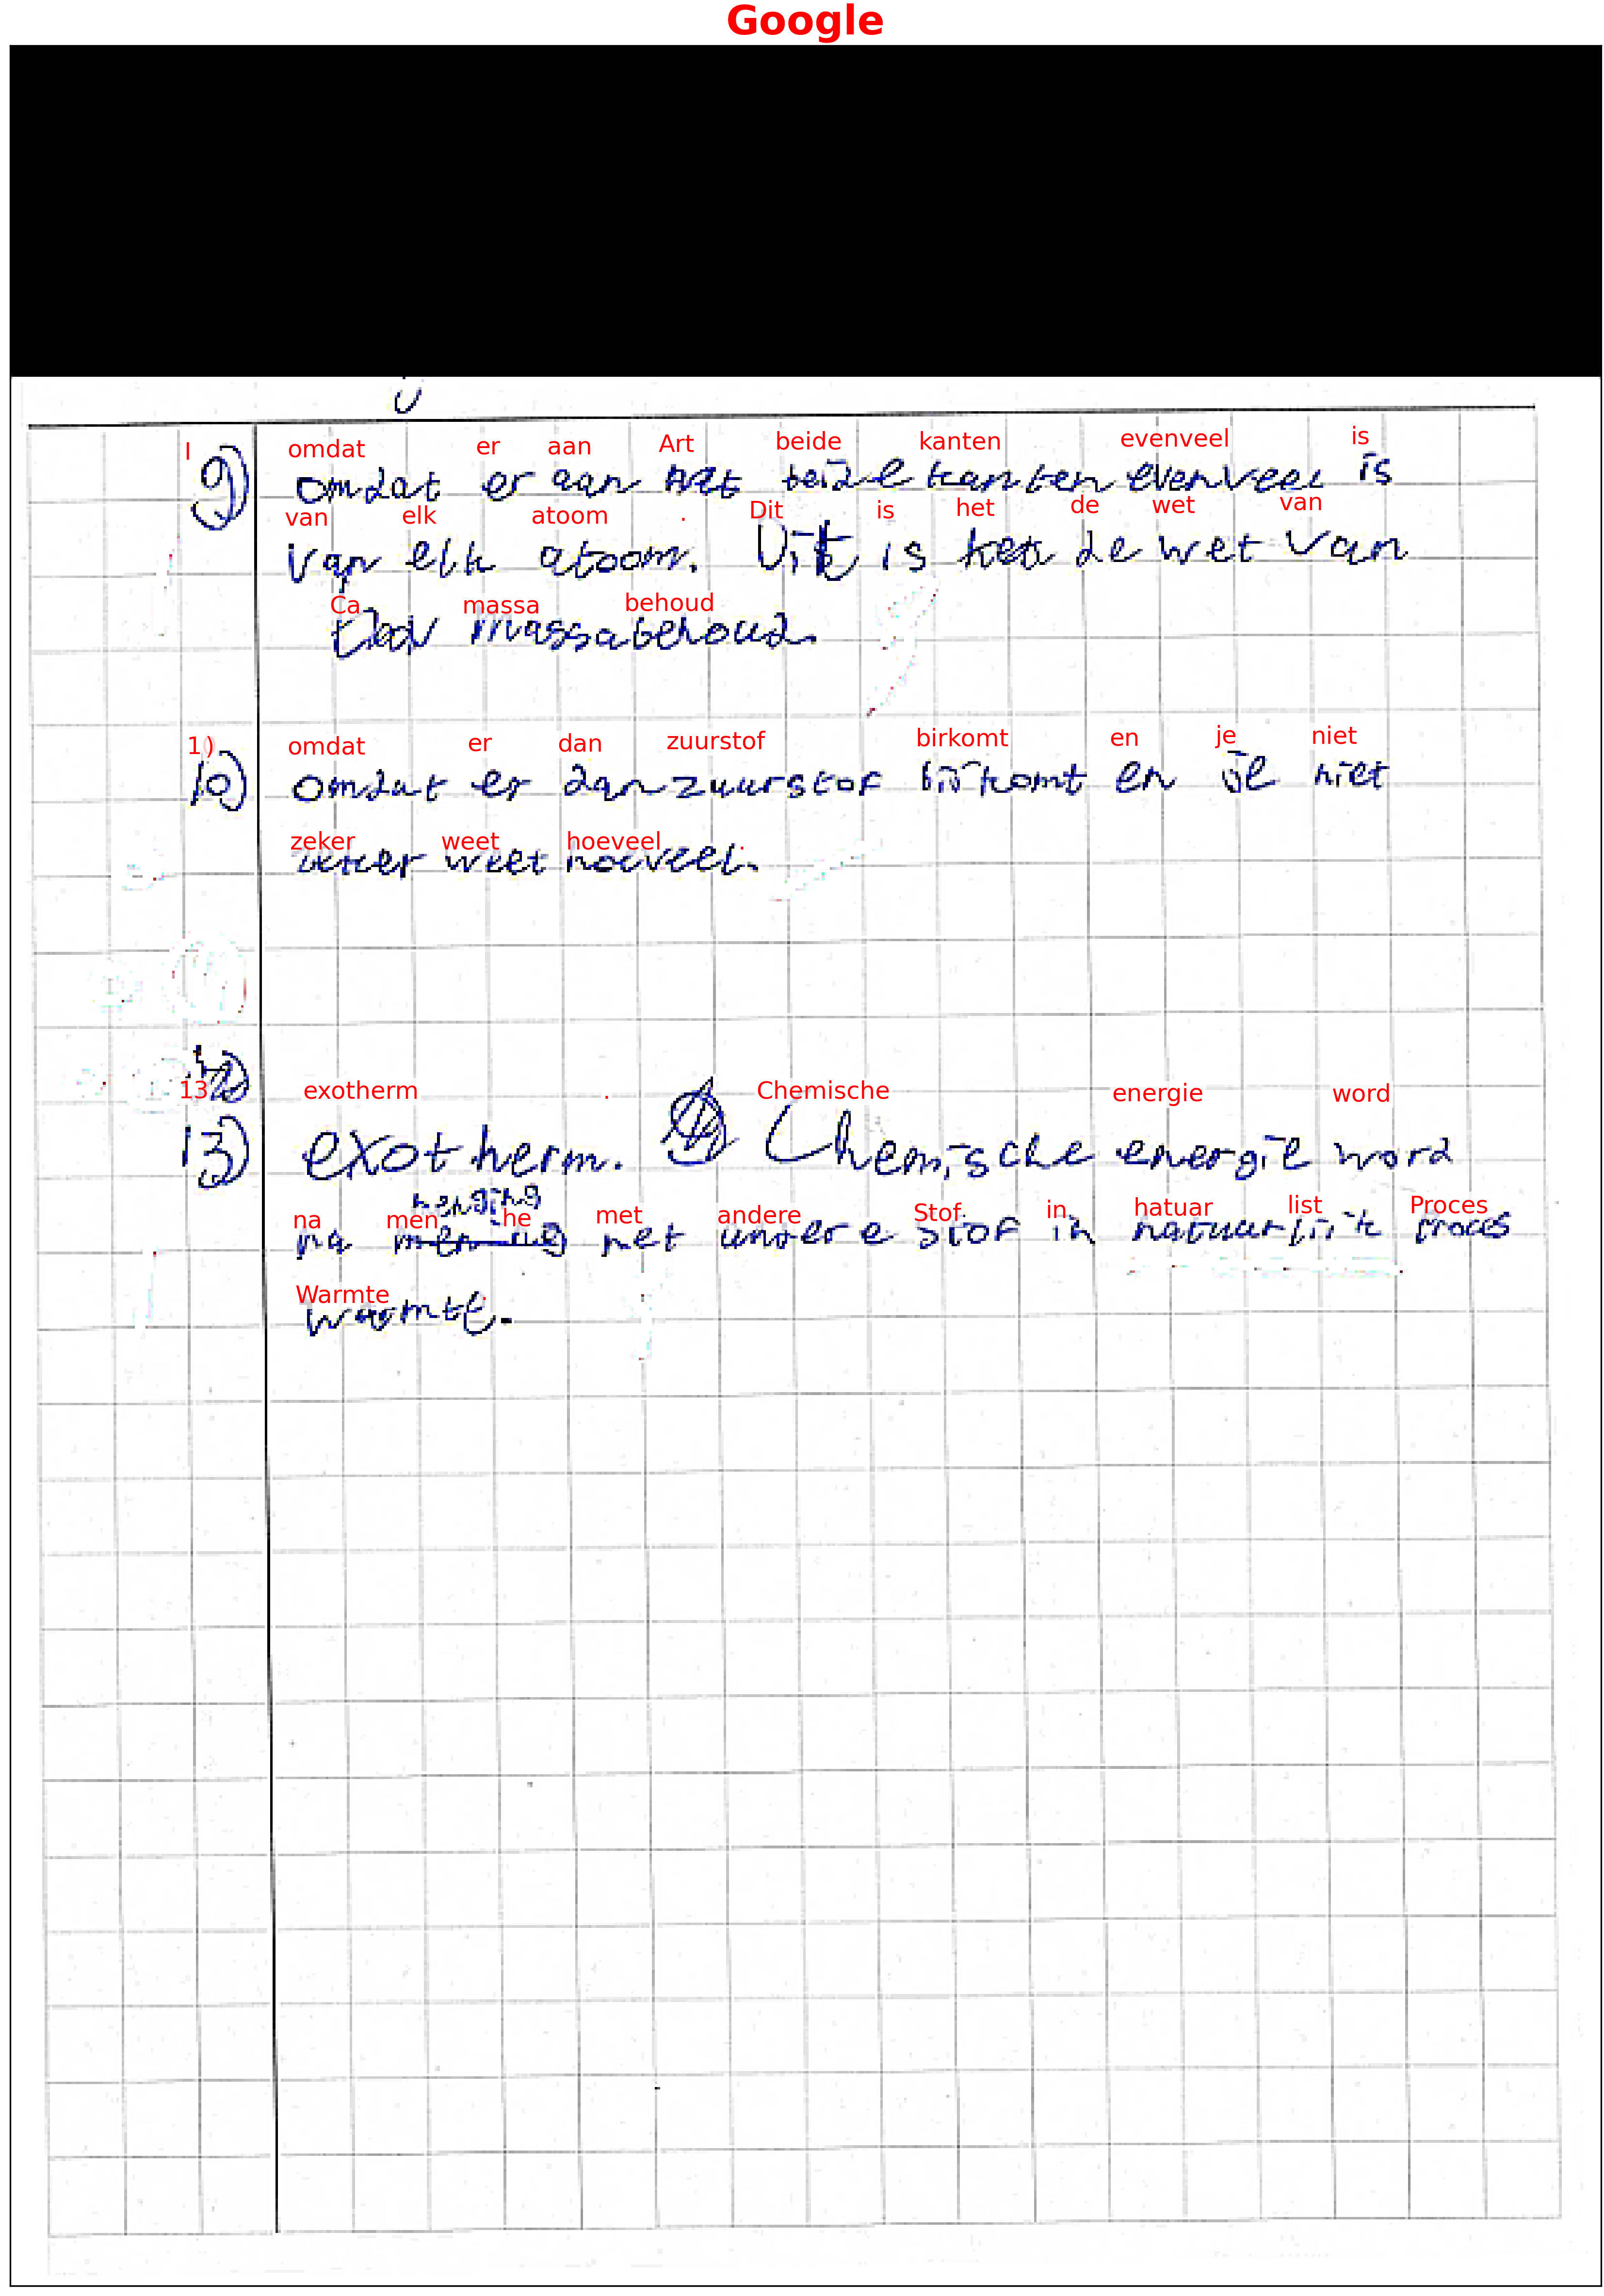 Google
I omdat er aan Art beide kanten evenveel is
9) omdat er aan beide kanten evenveel is
van elk atoom . Dit is het de wet van
van elk atoom. Dit is de wet van
Ca massa behoud
massabehoud.
1) omdat er dan zuurstof birkomt en je niet
10) omdat er dan zuurstof bijkomt en je niet
zeker weet hoeveel .
zeker weet hoeveel.
13 exotherm . Chemische energie word
13) exotherm. Chemische energie word
menging
na men he met andere Stof. in hatuar list Proces
na met andere stof in natuurlijk proces
Warmte
warmte.